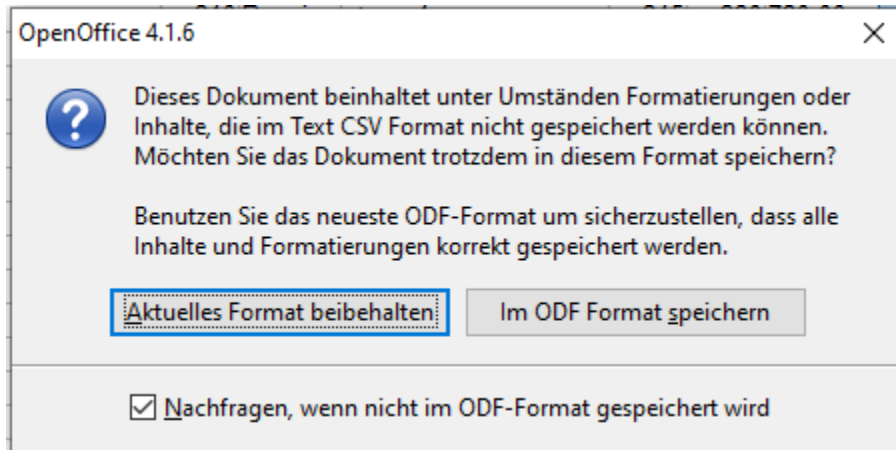 OpenOffice 4.1.6
Dieses Dokument beinhaltet unter Umständen Formatierungen oder
Inhalte, die im Text CSV Format nicht gespeichert werden können.
Möchten Sie das Dokument trotzdem in diesem Format speichern?
Benutzen Sie das neueste ODF-Format um sicherzustellen, dass alle
Inhalte und Formatierungen korrekt gespeichert werden.
Aktuelles Format beibehalten
Im ODF Format speichern
Nachfragen, wenn nicht im ODF-Format gespeichert wird